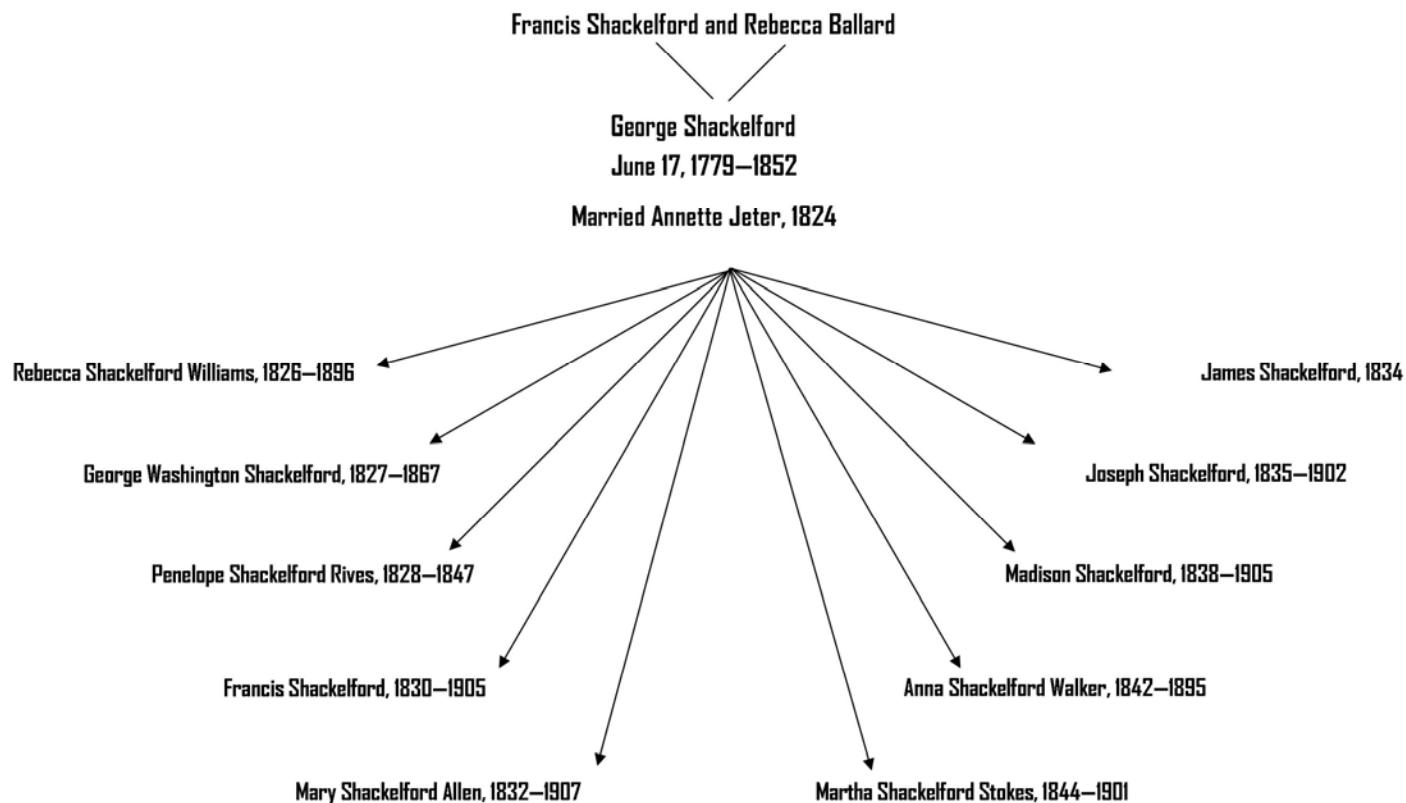 Francis Shackelford and Rebecca Ballard
George Shackelford
June 17, 1779—1852
Married Annette Jeter, 1824
Rebecca Shackelford Williams, 1826—1896
James Shackelford, 1834
George Washington Shackelford, 1827—1867
Joseph Shackelford, 1835—1902
Penelope Shackelford Rives, 1828—1847
Madison Shackelford, 1838—1905
Francis Shackelford, 1830—1905
Anna Shackelford Walker, 1842—1895
Mary Shackelford Allen, 1832—1907
Martha Shackelford Stokes, 1844—1901